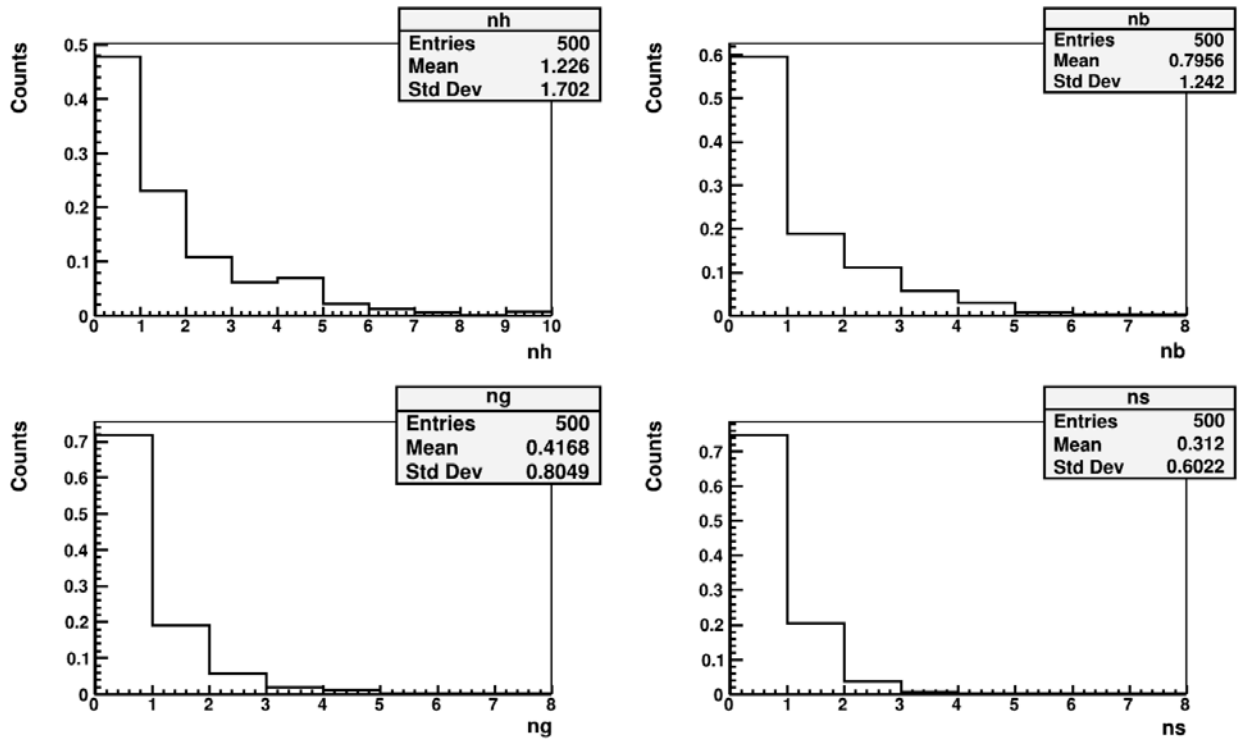 nh
Entries 500
Mean 1.226
Std Dev 1.702
Counts
0.5
0.4
0.3
0.2
0.1
0
0 1 2 3 4 5 6 7 8 9 10
nh
nb
Entries 500
Mean 0.7956
Std Dev 1.242
Counts
0.6
0.5
0.4
0.3
0.2
0.1
0
0 1 2 3 4 5 6 7 8
nb
ng
Entries 500
Mean 0.4168
Std Dev 0.8049
Counts
0.7
0.6
0.5
0.4
0.3
0.2
0.1
0
0 1 2 3 4 5 6 7 8
ng
ns
Entries 500
Mean 0.312
Std Dev 0.6022
Counts
0.7
0.6
0.5
0.4
0.3
0.2
0.1
0
0 1 2 3 4 5 6 7 8
ns